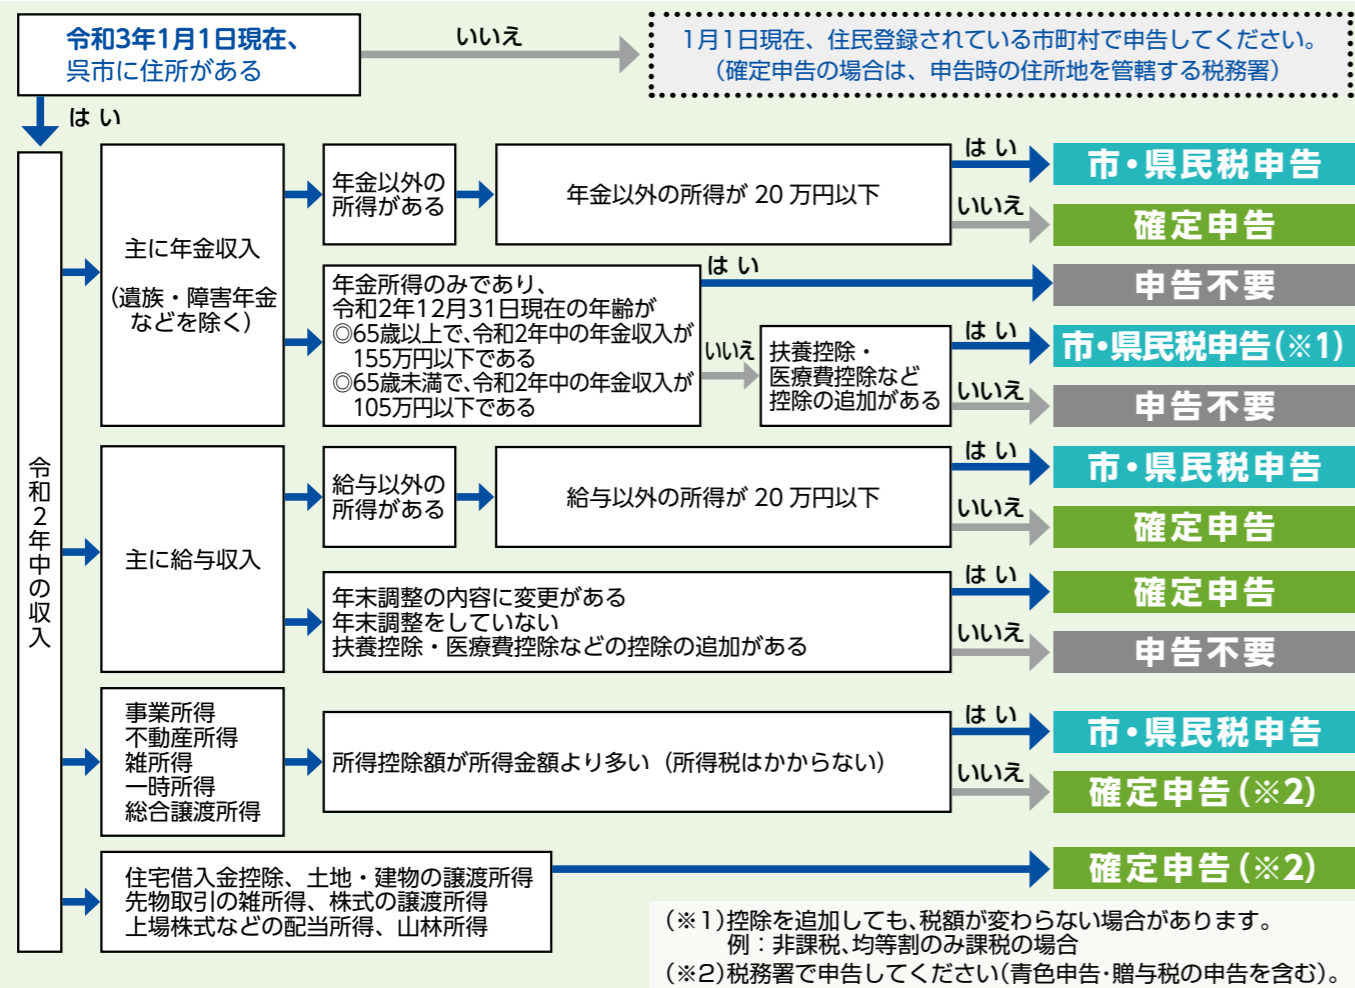 令和3年1月1日現在、
呉市に住所がある
いいえ
1月1日現在、住民登録されている市町村で申告してください。
（確定申告の場合は、申告時の住所地を管轄する税務署）
はい
令和2年中の収入
主に年金収入
（遺族・障害年金
などを除く）
年金以外の
所得がある
年金以外の所得が 20 万円以下
はい
市・県民税申告
いいえ
確定申告
年金所得のみであり、
令和2年12月31日現在の年齢が
◎65歳以上で、令和2年中の年金収入が
155万円以下である
◎65歳未満で、令和2年中の年金収入が
105万円以下である
はい
申告不要
いいえ
扶養控除・
医療費控除など
控除の追加がある
はい
市・県民税申告（※1）
いいえ
申告不要
主に給与収入
給与以外の
所得がある
給与以外の所得が 20 万円以下
はい
市・県民税申告
いいえ
確定申告
年末調整の内容に変更がある
年末調整をしていない
扶養控除・医療費控除などの控除の追加がある
はい
確定申告
いいえ
申告不要
事業所得
不動産所得
雑所得
一時所得
総合譲渡所得
所得控除額が所得金額より多い（所得税はかからない）
はい
市・県民税申告
いいえ
確定申告（※2）
住宅借入金控除、土地・建物の譲渡所得
先物取引の雑所得、株式の譲渡所得
上場株式などの配当所得、山林所得
確定申告（※2）
（※1）控除を追加しても、税額が変わらない場合があります。
例：非課税、均等割のみ課税の場合
（※2）税務署で申告してください（青色申告・贈与税の申告を含む）。